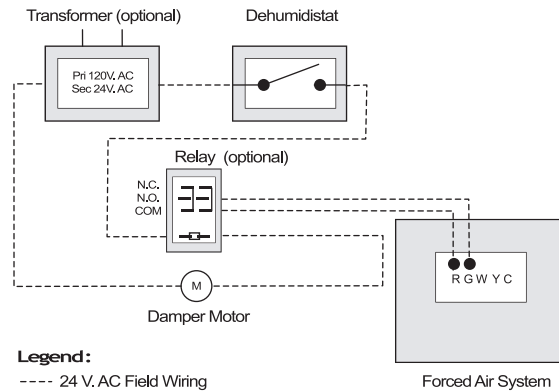 Transformer (optional)
Dehumidistat
Pri 120V. AC
Sec 24V. AC
Relay (optional)
N.C.
N.O.
COM
R G W Y C
M
Damper Motor
Legend:
---- 24 V. AC Field Wiring
Forced Air System